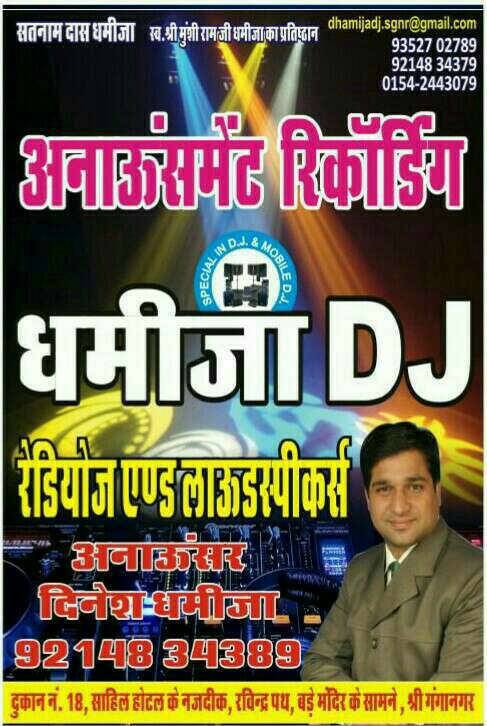 सतनाम दास धमीजा स्व.श्री मुंशी राम जी धमीजा का प्रतिष्ठान
dhamijadj.sgnr@gmail.com
93527 02789
92148 34379
0154-2443079
अनाऊंसमेंट रिकॉर्डिंग
SPECIAL IN D.J. & MOBILE D.J.
धमीजा DJ
रेडियोज एण्ड लाऊडस्पीकर्स
अनाऊंसर
दिनेश धमीजा
92148 34389
दुकान नं. 18, साहिल होटल के नजदीक, रविन्द्र पथ, बड़े मंदिर के सामने , श्री गंगानगर